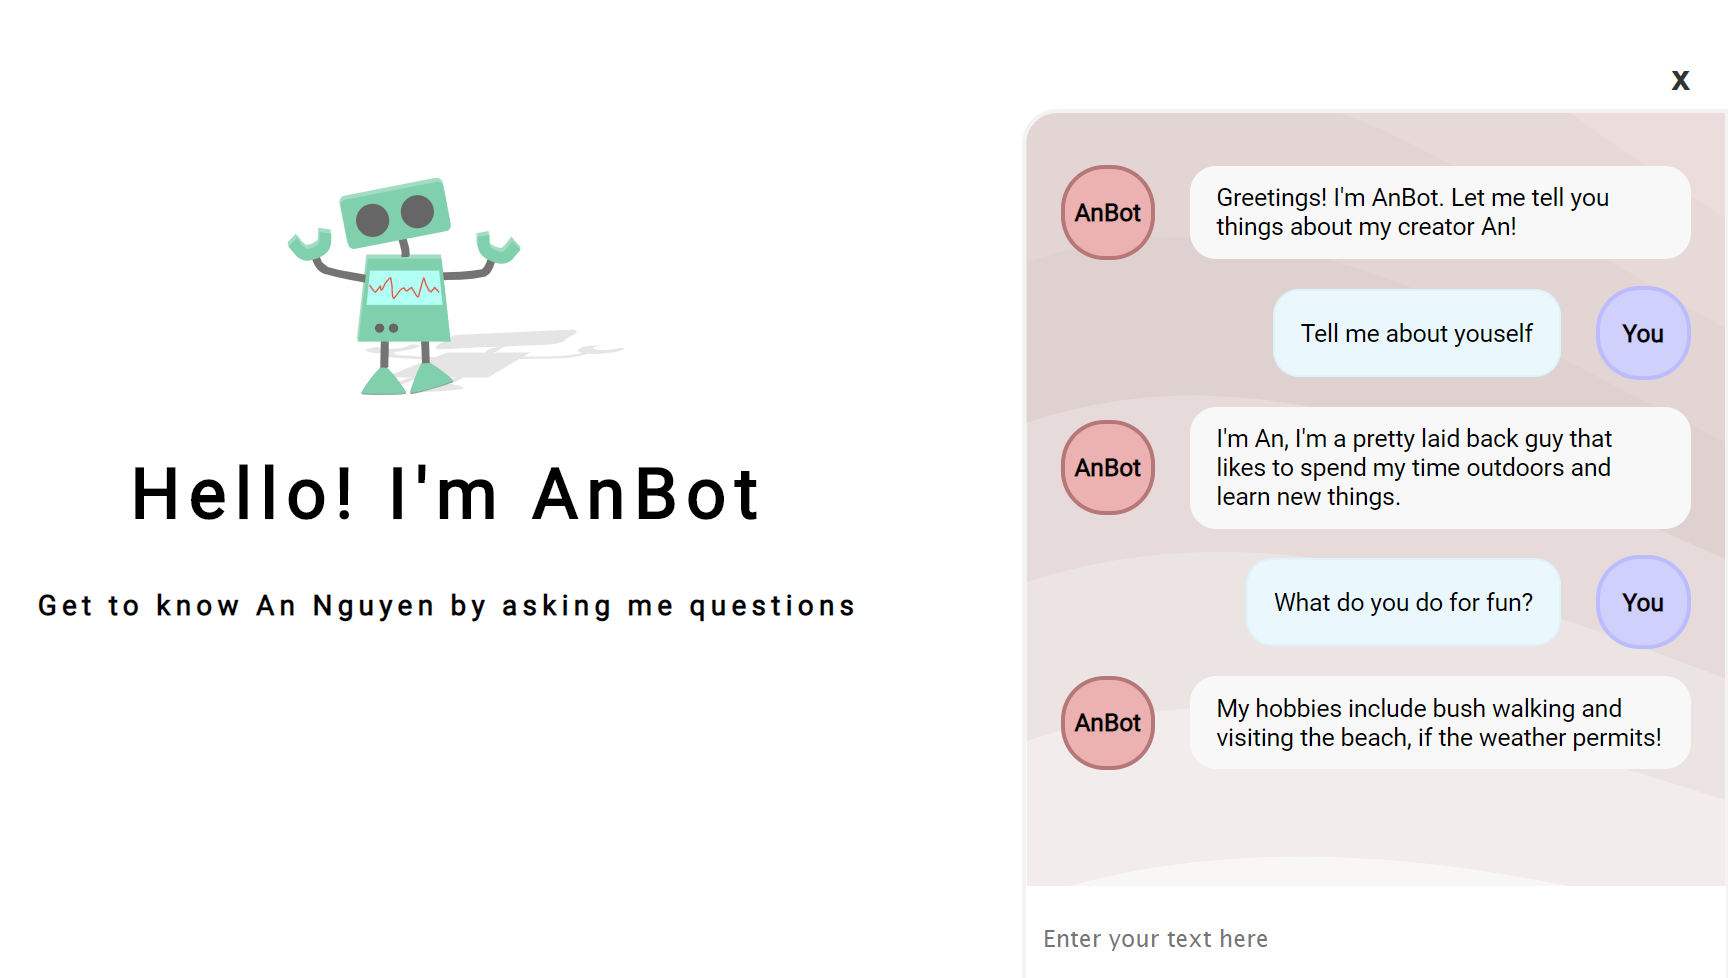 Hello! I'm AnBot
Get to know An Nguyen by asking me questions
x
AnBot
Greetings! I'm AnBot. Let me tell you
things about my creator An!
Tell me about youself
You
AnBot
I'm An, I'm a pretty laid back guy that
likes to spend my time outdoors and
learn new things.
What do you do for fun?
You
AnBot
My hobbies include bush walking and
visiting the beach, if the weather permits!
Enter your text here